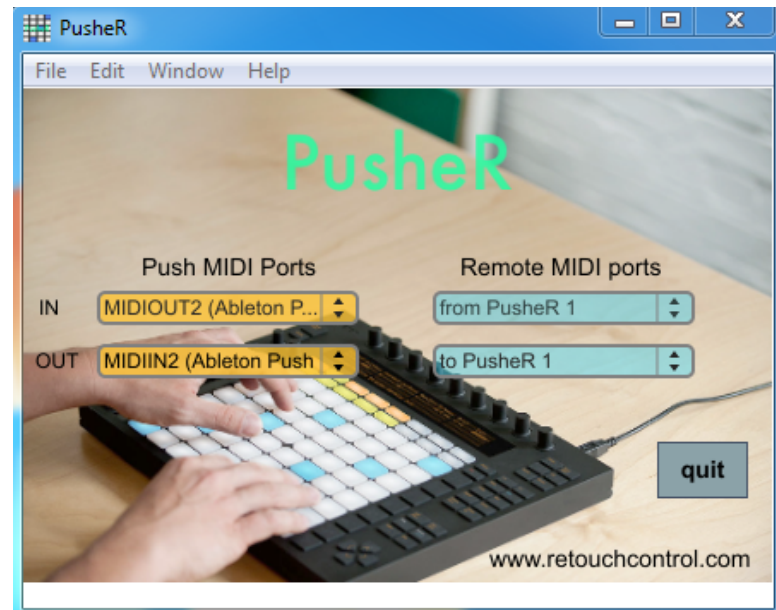 PusheR
File Edit Window Help
PusheR
Push MIDI Ports Remote MIDI ports
IN MIDIOUT2 (Ableton P... from PusheR 1
OUT MIDIIN2 (Ableton Push to PusheR 1
quit
www.retouchcontrol.com